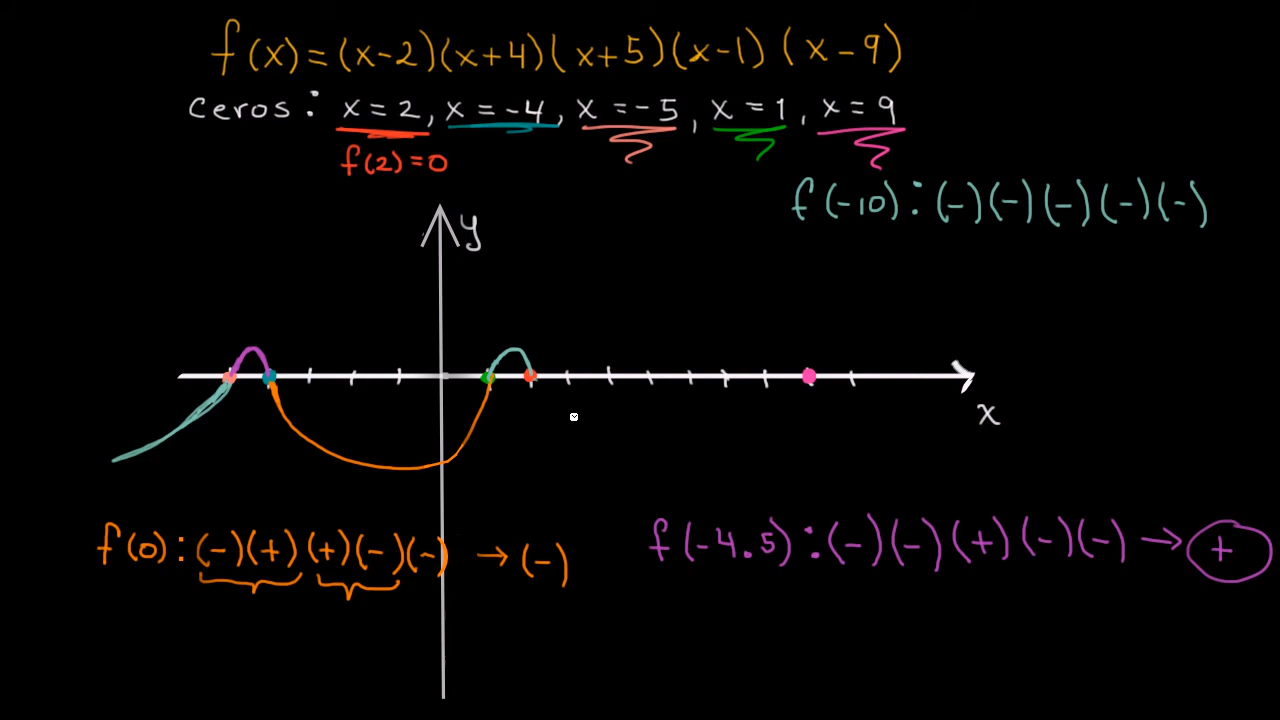 f(x) = (x-2)(x+4)(x+5)(x-1)(x-9)
ceros: x = 2, x = -4, x = -5, x = 1, x = 9
f(2) = 0
f(-10): (-)(-)(-)(-)(-)
y
x
f(0): (-)(+)(+)(-)(-) → (-)
f(-4.5): (-)(-)(+)(-)(-) → +